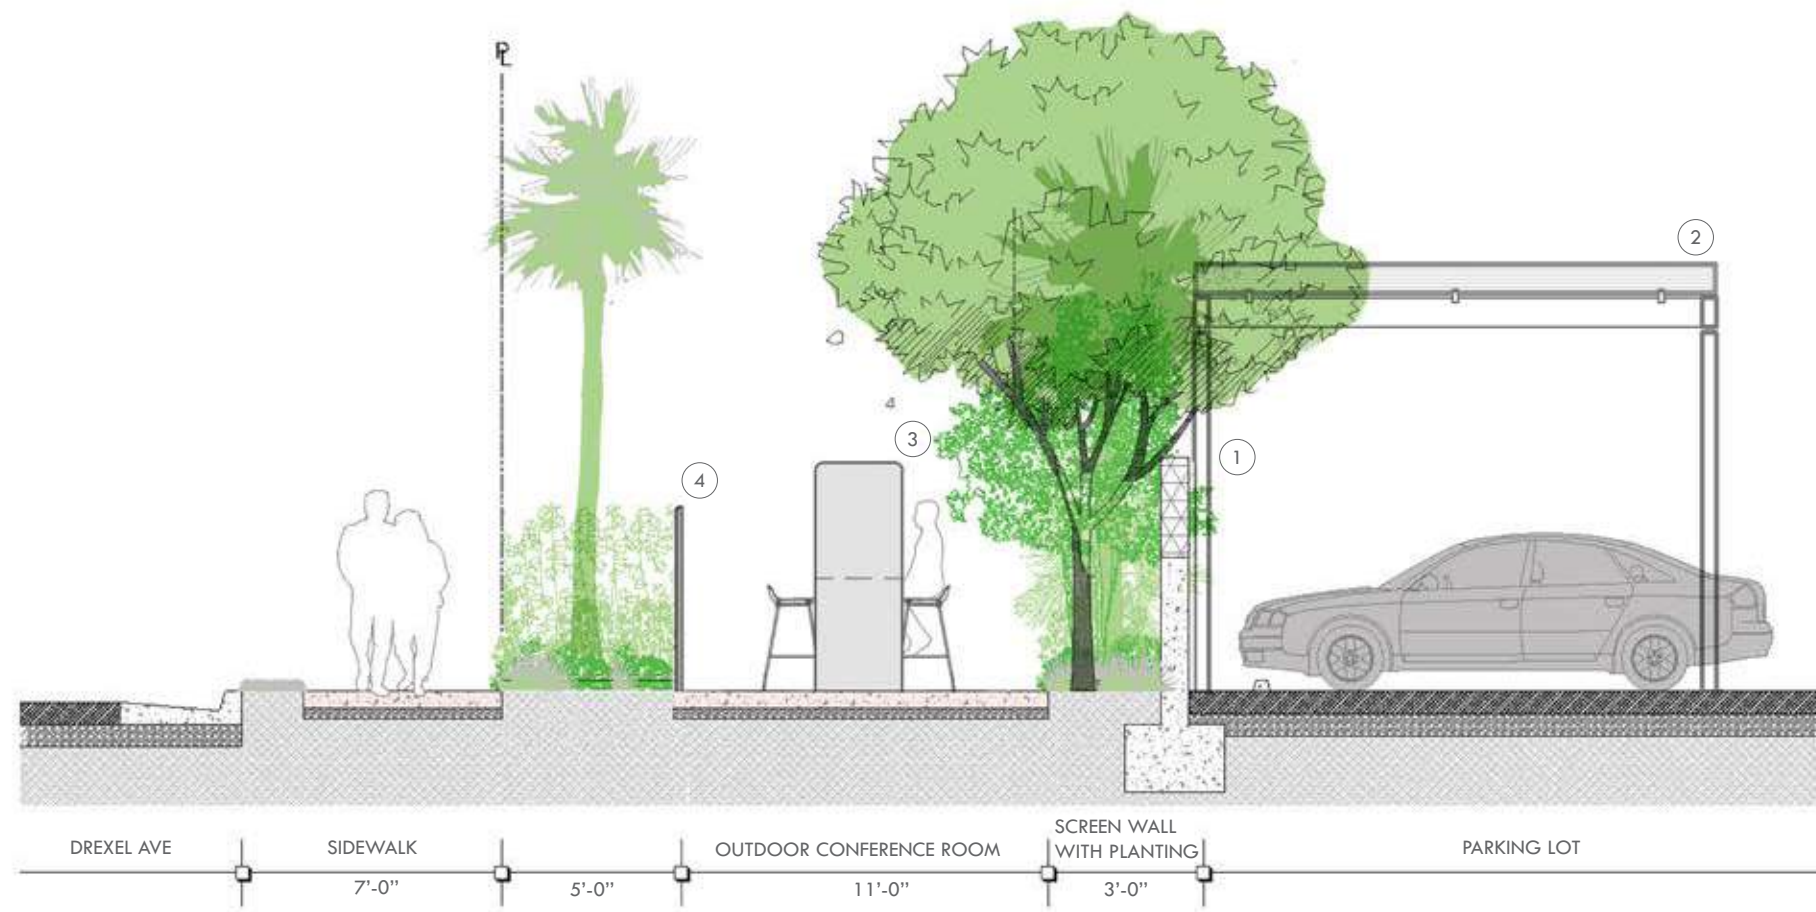 PL
2
4
3
1
4
DREXEL AVE
SIDEWALK
OUTDOOR CONFERENCE ROOM
SCREEN WALL
WITH PLANTING
PARKING LOT
7'-0”
5'-0”
11'-0”
3'-0”